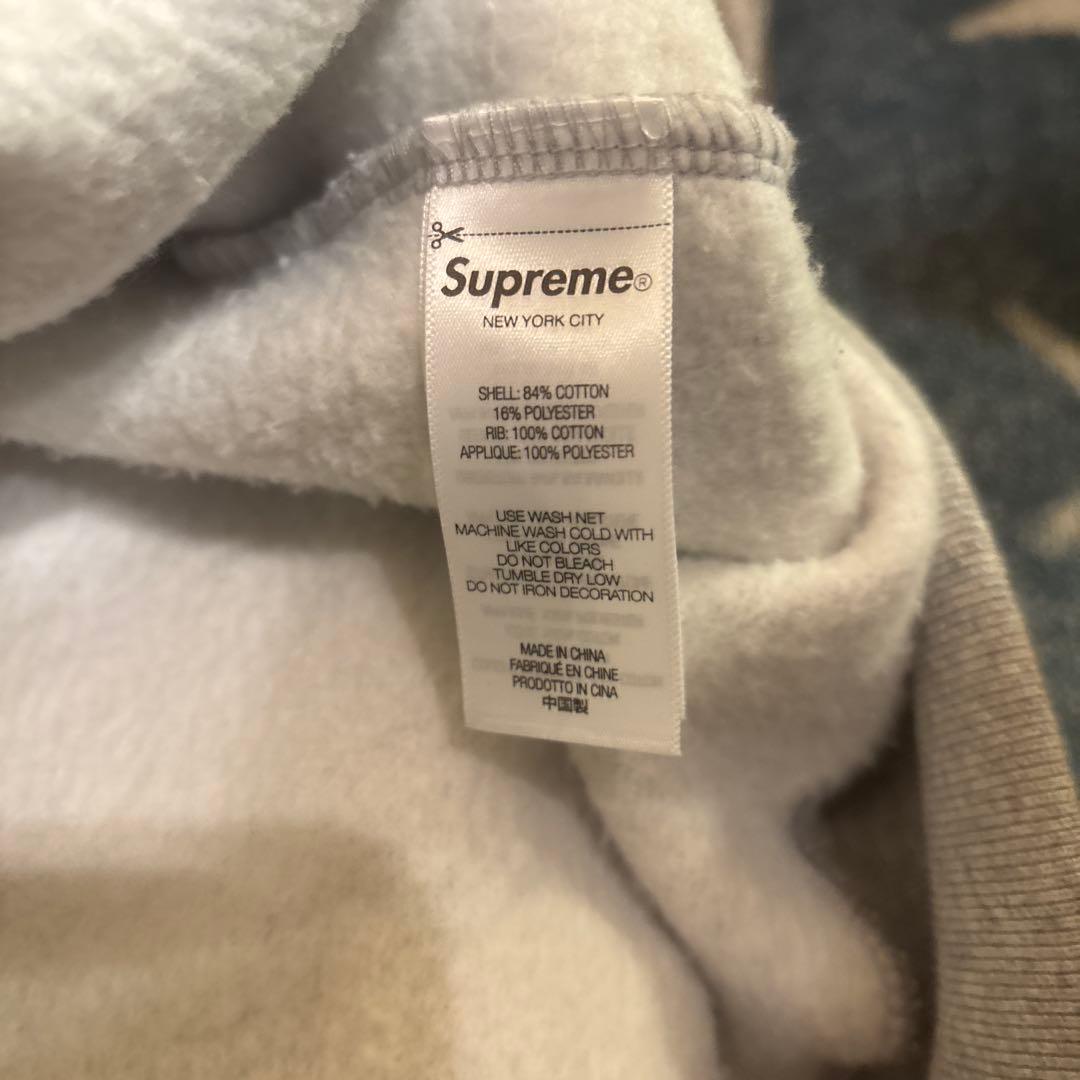 Supreme®
NEW YORK CITY
SHELL: 84% COTTON
16% POLYESTER
RIB: 100% COTTON
APPLIQUE: 100% POLYESTER
USE WASH NET
MACHINE WASH COLD WITH
LIKE COLORS
DO NOT BLEACH
TUMBLE DRY LOW
DO NOT IRON DECORATION
MADE IN CHINA
FABRIQUÉ EN CHINE
PRODOTTO IN CINA
中国製